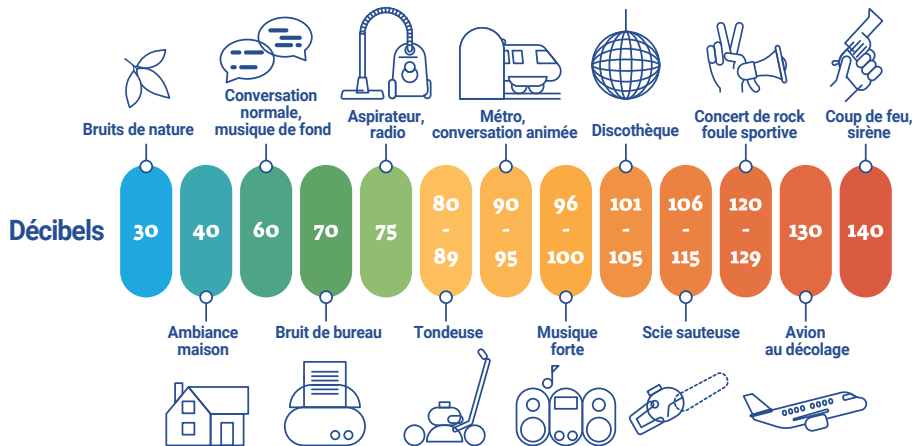 Bruits de nature
Conversation
normale,
musique de fond
Aspirateur,
radio
Métro,
conversation animée
Discothèque
Concert de rock
foule sportive
Coup de feu,
sirène
Décibels
30
40
60
70
75
80
-
89
90
-
95
96
-
100
101
-
105
106
-
115
120
-
129
130
140
Ambiance
maison
Bruit de bureau
Tondeuse
Musique
forte
Scie sauteuse
Avion
au décolage